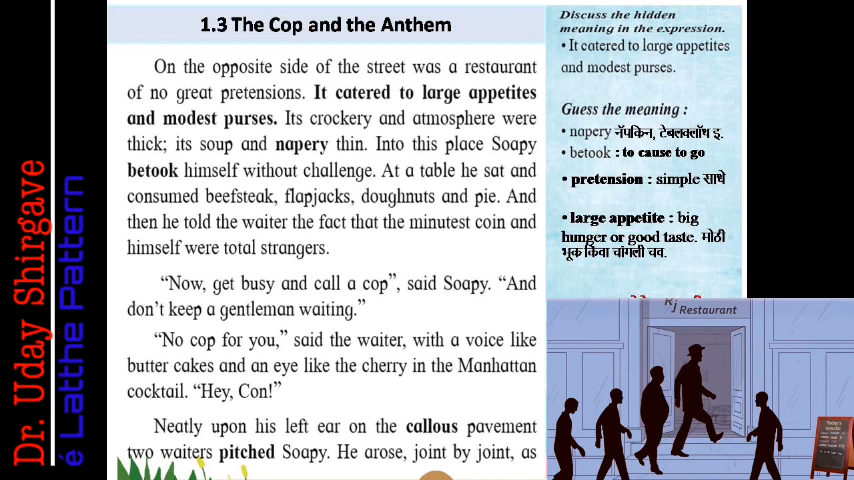 1.3 The Cop and the Anthem
On the opposite side of the street was a restaurant
of no great pretensions. It catered to large appetites
and modest purses. Its crockery and atmosphere were
thick; its soup and napery thin. Into this place Soapy
betook himself without challenge. At a table he sat and
consumed beefsteak, flapjacks, doughnuts and pie. And
then he told the waiter the fact that the minutest coin and
himself were total strangers.
“Now, get busy and call a cop”, said Soapy. “And
don’t keep a gentleman waiting.”
“No cop for you,” said the waiter, with a voice like
butter cakes and an eye like the cherry in the Manhattan
cocktail. “Hey, Con!”
Neatly upon his left ear on the callous pavement
two waiters pitched Soapy. He arose, joint by joint, as
Discuss the hidden
meaning in the expression.
• It catered to large appetites
and modest purses.
Guess the meaning :
• napery नॅपकिन, टेबलक्लॉथ इ.
• betook : to cause to go
• pretension : simple साधे
• large appetite : big
hunger or good taste. मोठी
भूक किंवा चांगली चव.
Rj Restaurant
Today's
special
Dr. Uday Shirgave
é Latthe Pattern